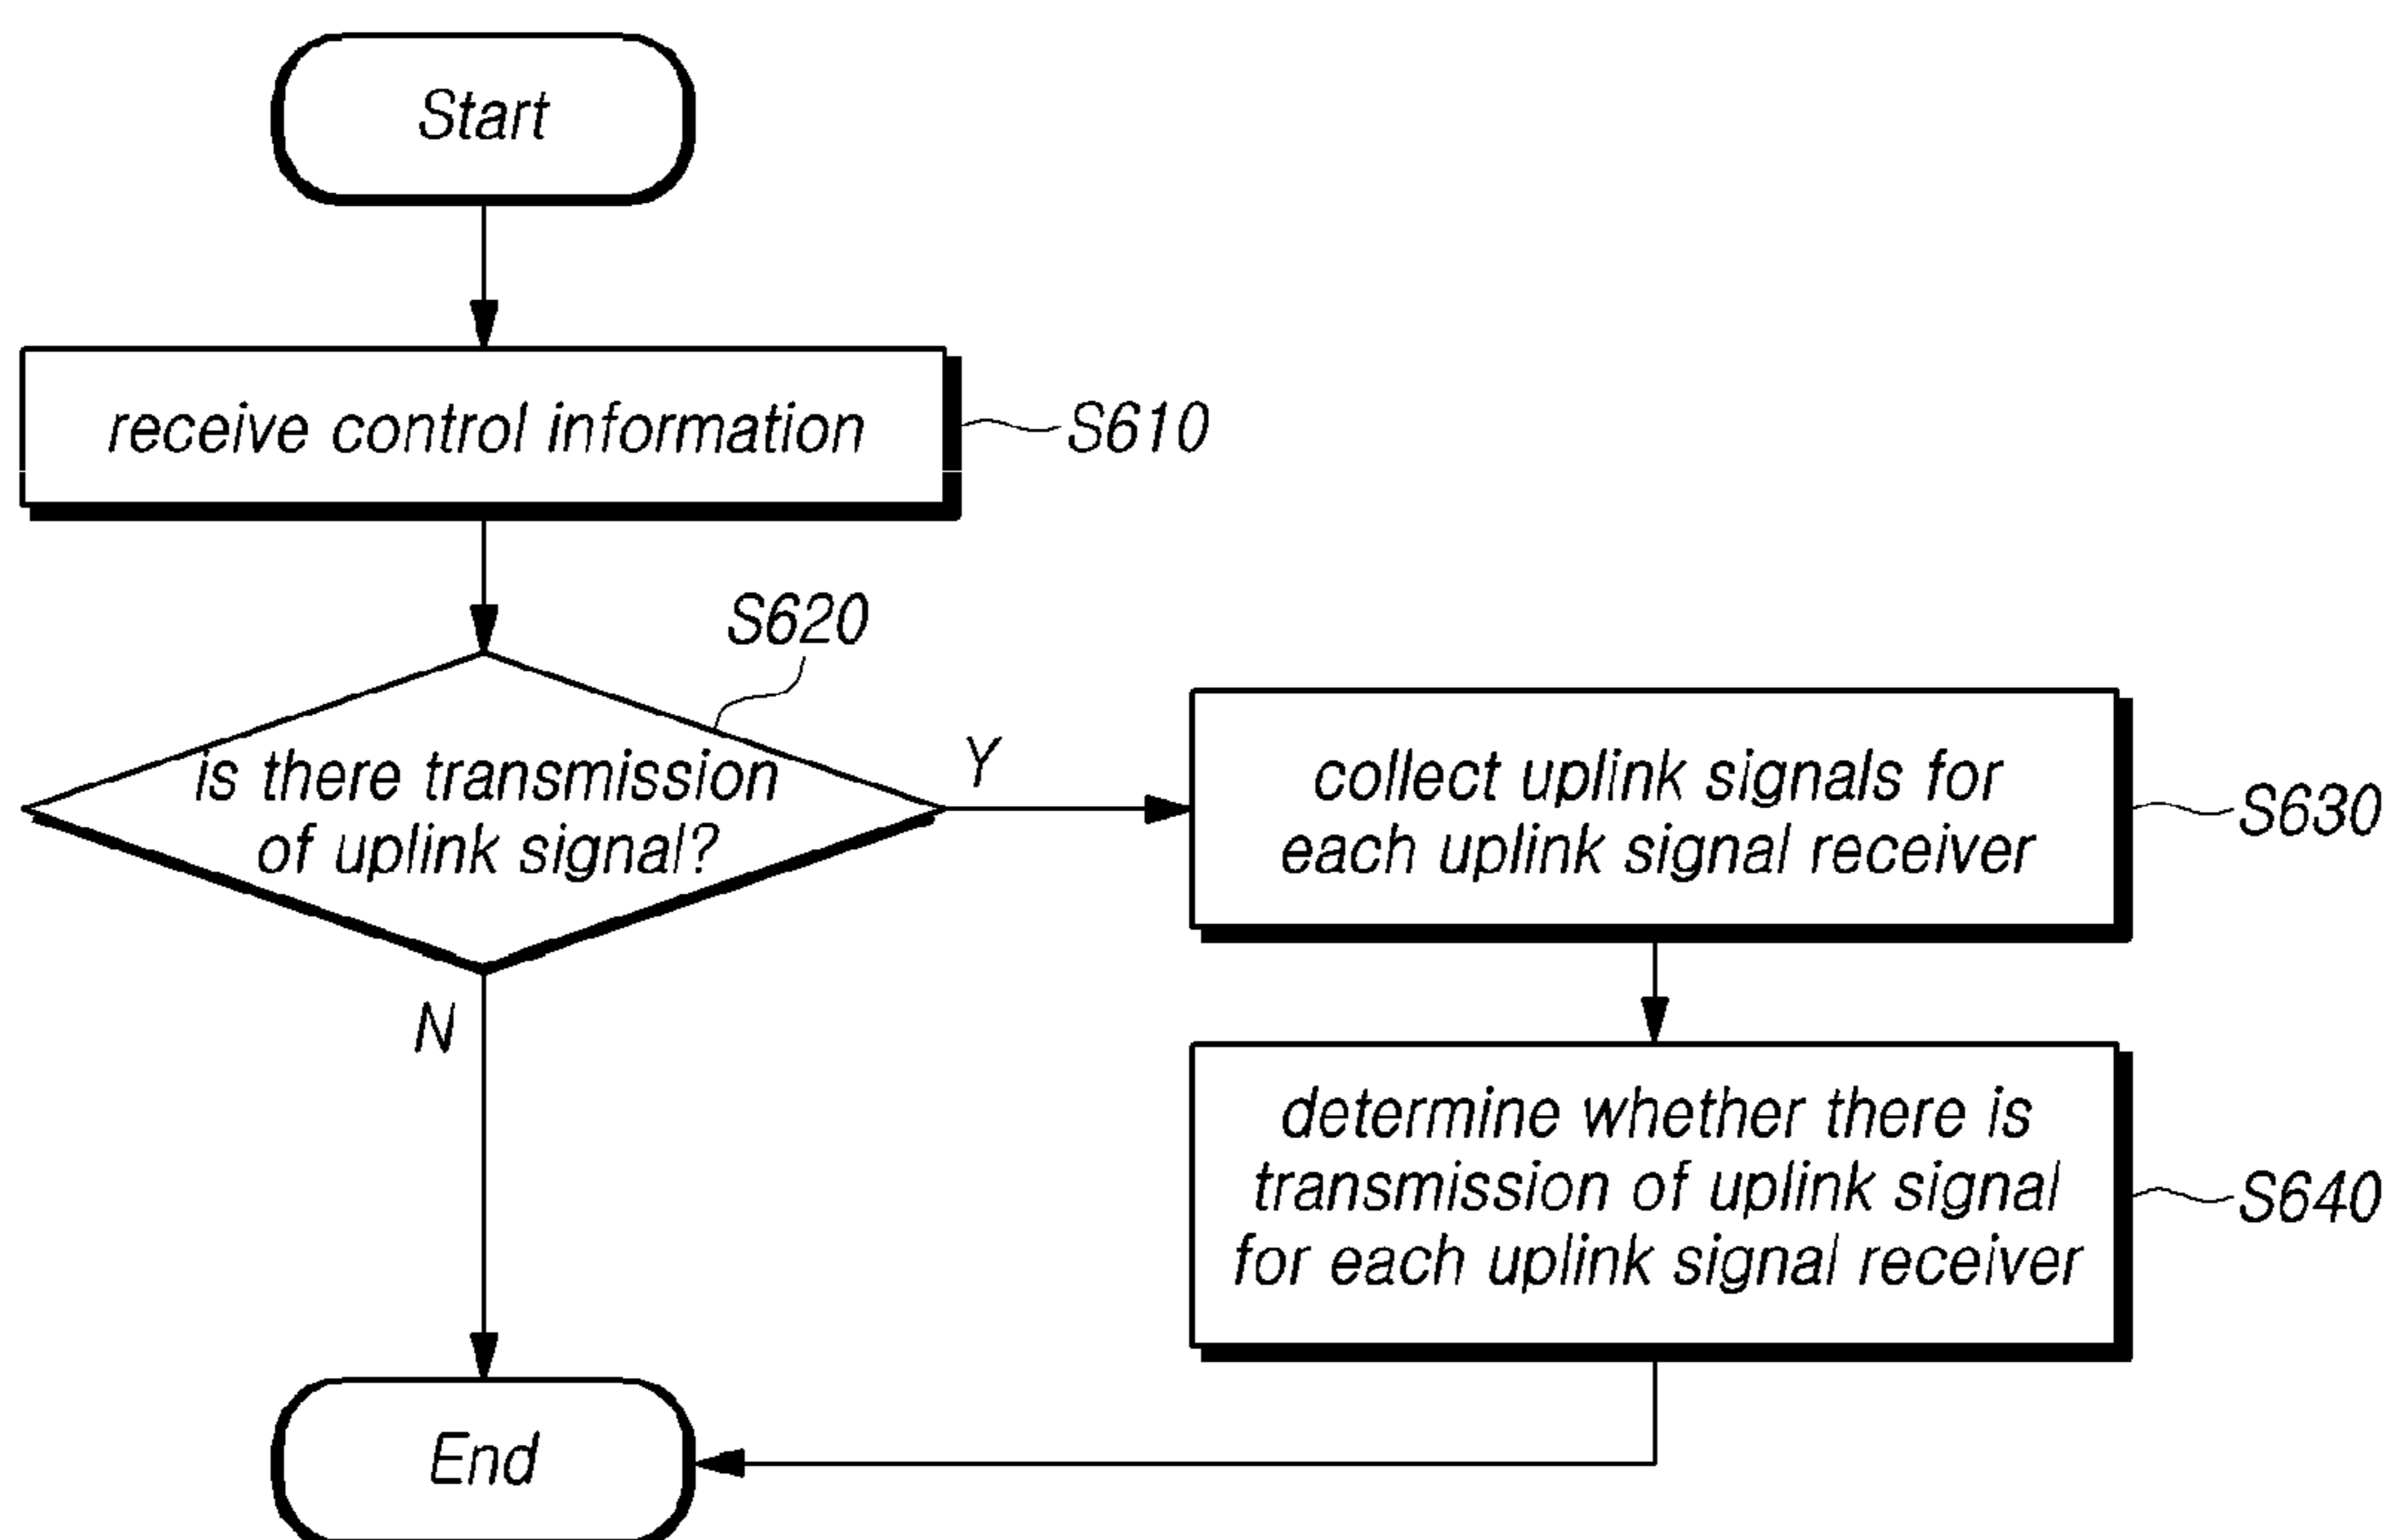 Start
receive control information
S610
S620
is there transmission
of uplink signal?
Y
N
collect uplink signals for
each uplink signal receiver
S630
determine whether there is
transmission of uplink signal
for each uplink signal receiver
S640
End